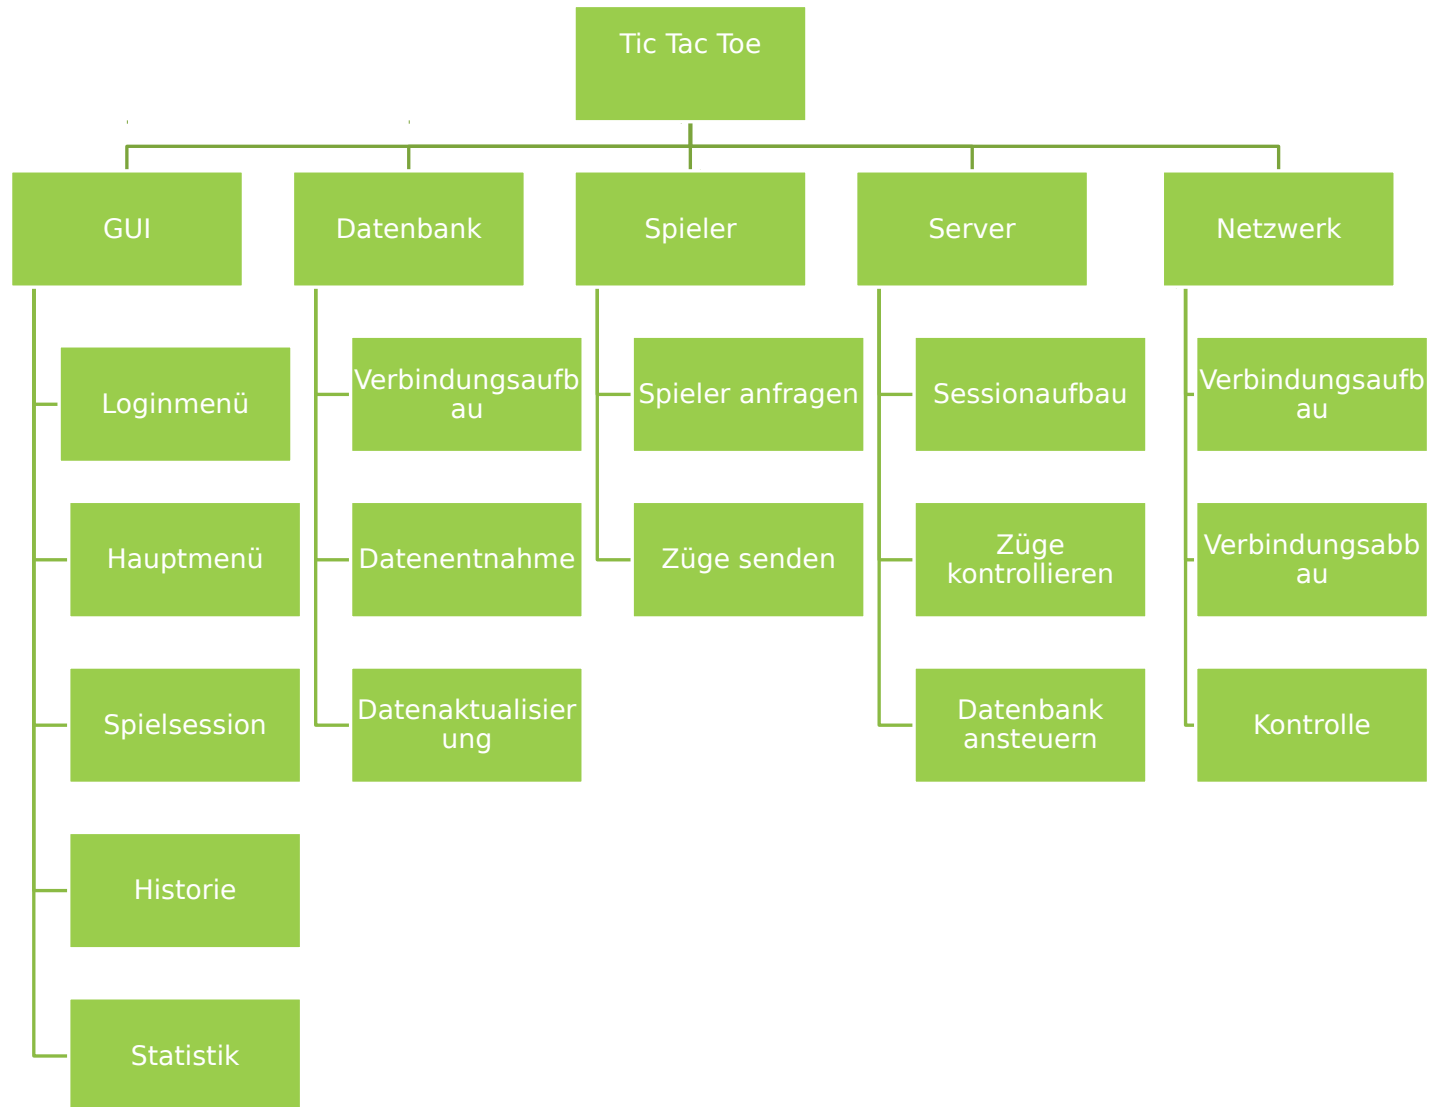 Tic Tac Toe
GUI
Datenbank
Spieler
Server
Netzwerk
Loginmenü
Hauptmenü
Spielsession
Historie
Statistik
Verbindungsaufb
au
Datenentnahme
Datenaktualisier
ung
Spieler anfragen
Züge senden
Sessionaufbau
Züge
kontrollieren
Datenbank
ansteuern
Verbindungsaufb
au
Verbindungsabb
au
Kontrolle